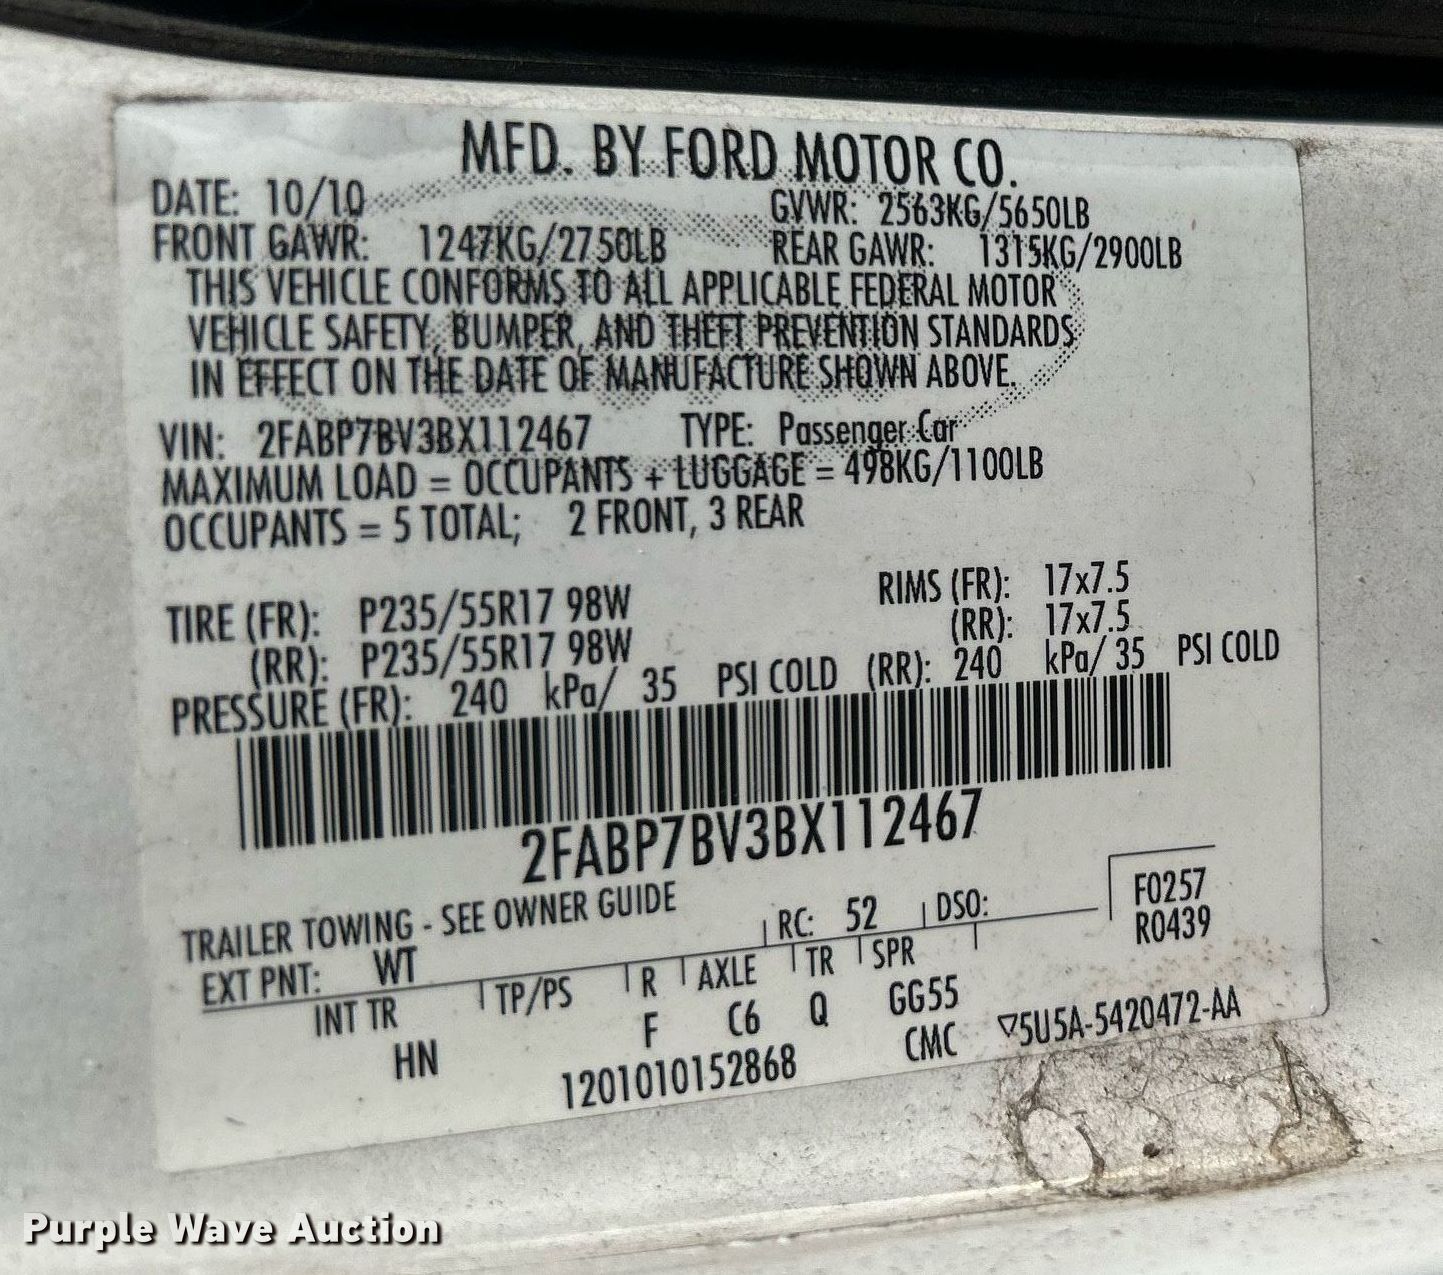 MFD. BY FORD MOTOR CO.
DATE: 10/10 GVWR: 2563KG/5650LB
FRONT GAWR: 1247KG/2750LB REAR GAWR: 1315KG/2900LB
THIS VEHICLE CONFORMS TO ALL APPLICABLE FEDERAL MOTOR
VEHICLE SAFETY, BUMPER, AND THEFT PREVENTION STANDARDS
IN EFFECT ON THE DATE OF MANUFACTURE SHOWN ABOVE.
VIN: 2FABP7BV3BX112467 TYPE: Passenger Car
MAXIMUM LOAD = OCCUPANTS + LUGGAGE = 498KG/1100LB
OCCUPANTS = 5 TOTAL; 2 FRONT, 3 REAR
TIRE (FR): P235/55R17 98W RIMS (FR): 17x7.5
(RR): P235/55R17 98W (RR): 17x7.5
PRESSURE (FR): 240 kPa/ 35 PSI COLD (RR): 240 kPa/ 35 PSI COLD
2FABP7BV3BX112467
TRAILER TOWING - SEE OWNER GUIDE
EXT PNT: WT RC: 52 DSO: F0257
R0439
INT TR TP/PS R AXLE TR SPR
HN F C6 Q GG55
1201010152868 CMC ▽5U5A-5420472-AA
Purple Wave Auction